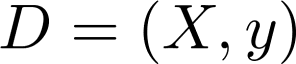 D = (X, y)